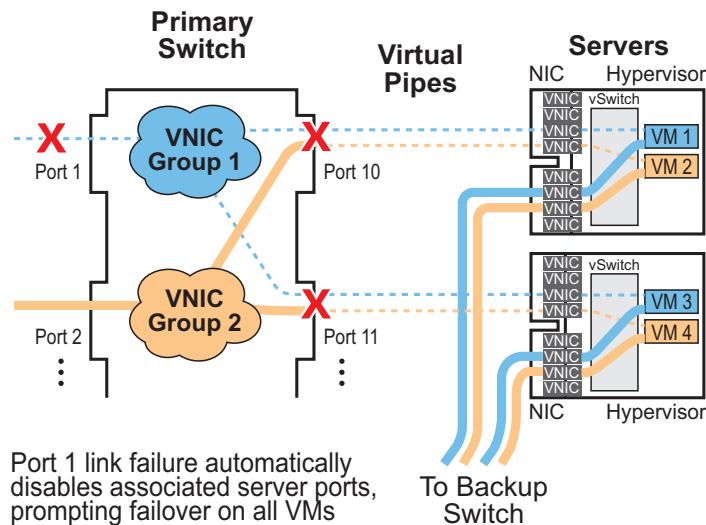 Primary
Switch
Virtual
Pipes
Servers
NIC Hypervisor
VNIC
Group 1
Port 1
Port 10
VNIC
VNIC
VNIC
VNIC
VNIC
VNIC
VNIC
VNIC
vSwitch
VM 1
VM 2
VNIC
Group 2
Port 2
Port 11
VNIC
VNIC
VNIC
VNIC
VNIC
VNIC
VNIC
VNIC
vSwitch
VM 3
VM 4
NIC Hypervisor
Port 1 link failure automatically
disables associated server ports,
prompting failover on all VMs
To Backup
Switch